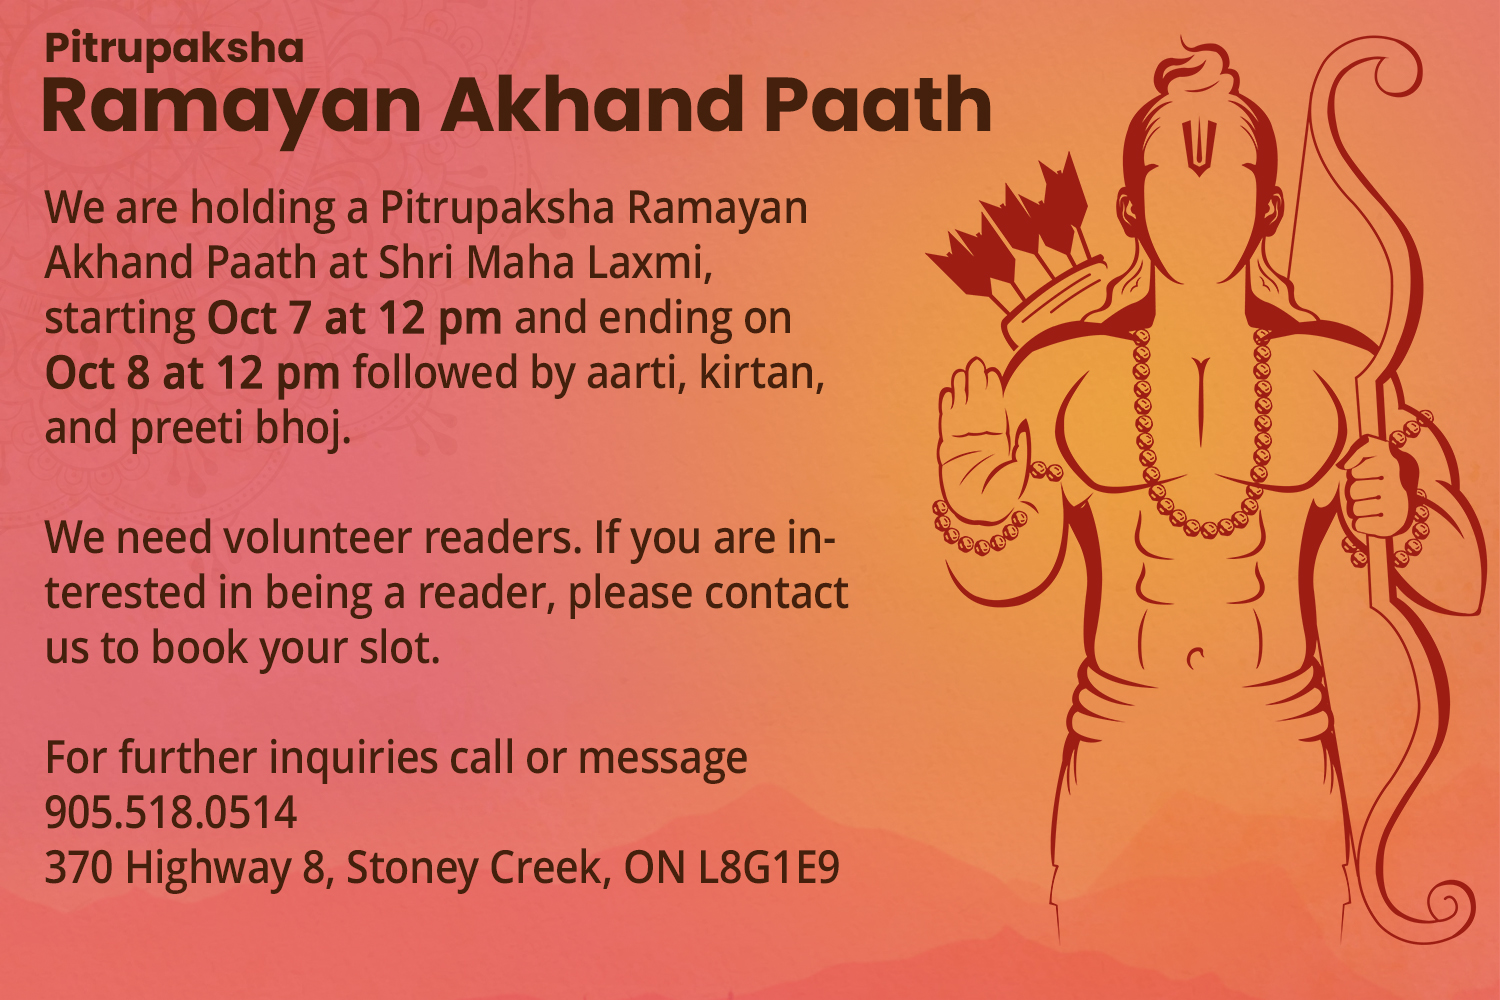 Pitrupaksha
Ramayan Akhand Paath
We are holding a Pitrupaksha Ramayan
Akhand Paath at Shri Maha Laxmi,
starting Oct 7 at 12 pm and ending on
Oct 8 at 12 pm followed by aarti, kirtan,
and preeti bhoj.
We need volunteer readers. If you are in-
terested in being a reader, please contact
us to book your slot.
For further inquiries call or message
905.518.0514
370 Highway 8, Stoney Creek, ON L8G1E9